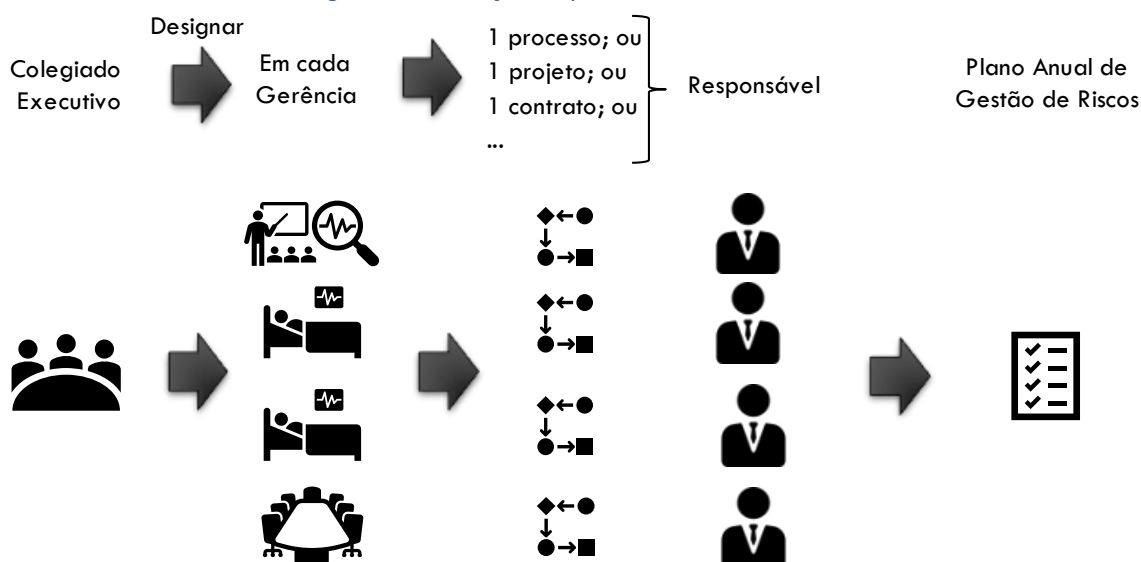 Designar
Colegiado
Executivo
Em cada
Gerência
1 processo; ou
1 projeto; ou
1 contrato; ou
...
Responsável
Plano Anual de
Gestão de Riscos